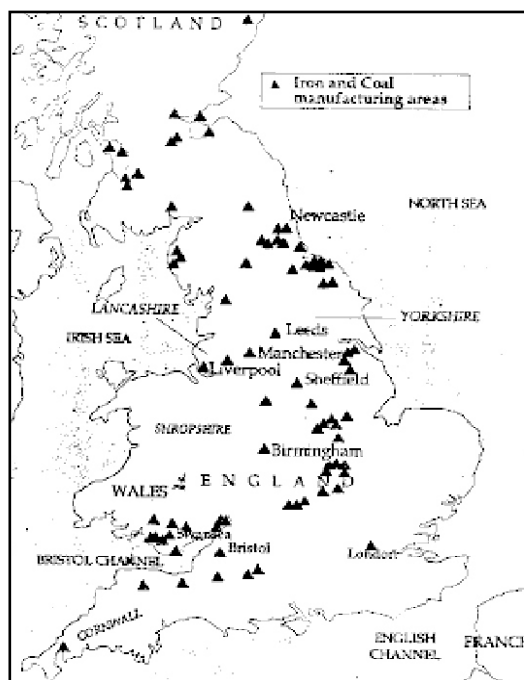 SCOTLAND
Iron and Coal
manufacturing areas
Newcastle
NORTH SEA
LANCASHIRE
Leeds
YORKSHIRE
IRISH SEA
Manchester
Liverpool
Sheffield
SHROPSHIRE
Birmingham
WALES
ENGLAND
Swansea
BRISTOL CHANNEL
Bristol
London
CORNWALL
ENGLISH
CHANNEL
FRANCE